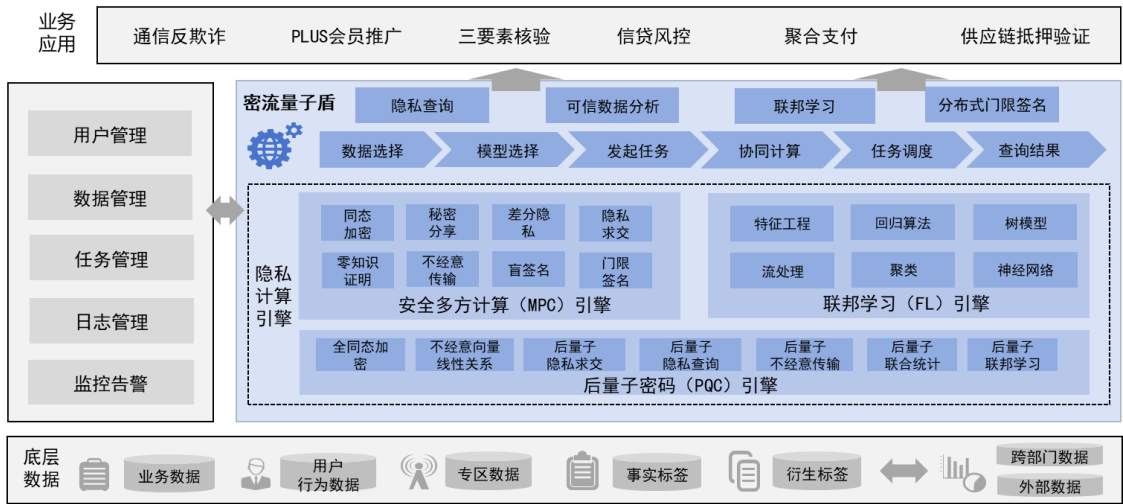 业务
应用
通信反欺诈
PLUS会员推广
三要素核验
信贷风控
聚合支付
供应链抵押验证
用户管理
数据管理
任务管理
日志管理
监控告警
密流量子盾
隐私查询
可信数据分析
联邦学习
分布式门限签名
数据选择
模型选择
发起任务
协同计算
任务调度
查询结果
隐私
计算
引擎
同态
加密
秘密
分享
差分隐
私
隐私
求交
零知识
证明
不经意
传输
盲签名
门限
签名
安全多方计算（MPC）引擎
特征工程
回归算法
树模型
流处理
聚类
神经网络
联邦学习（FL）引擎
全同态加
密
不经意向量
线性关系
后量子
隐私求交
后量子
隐私查询
后量子
不经意传输
后量子
联合统计
后量子
联邦学习
后量子密码（PQC）引擎
底层
数据
业务数据
用户
行为数据
专区数据
事实标签
衍生标签
跨部门数据
外部数据